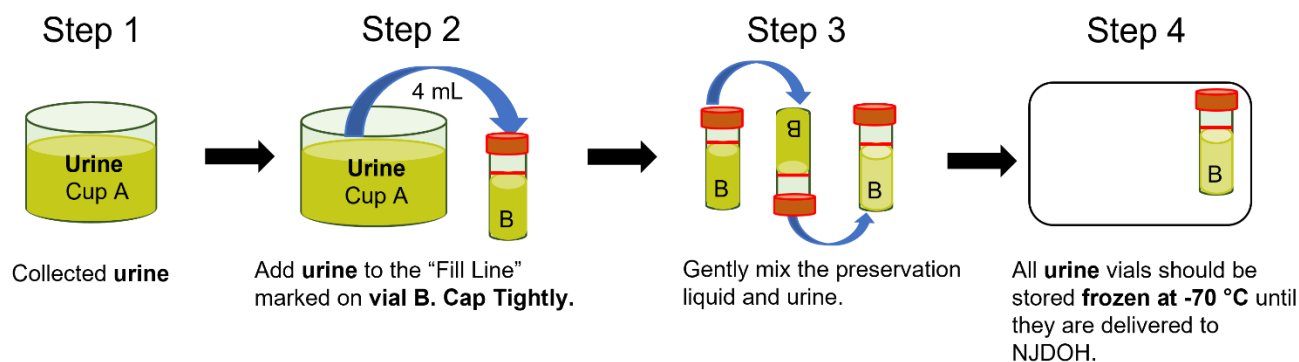 Step 1
Step 2
Step 3
Step 4
Urine
Cup A
4 mL
Urine
Cup A
B
B
B
B
B
Collected urine
Add urine to the “Fill Line”
marked on vial B. Cap Tightly.
Gently mix the preservation
liquid and urine.
All urine vials should be
stored frozen at -70 °C until
they are delivered to
NJDOH.